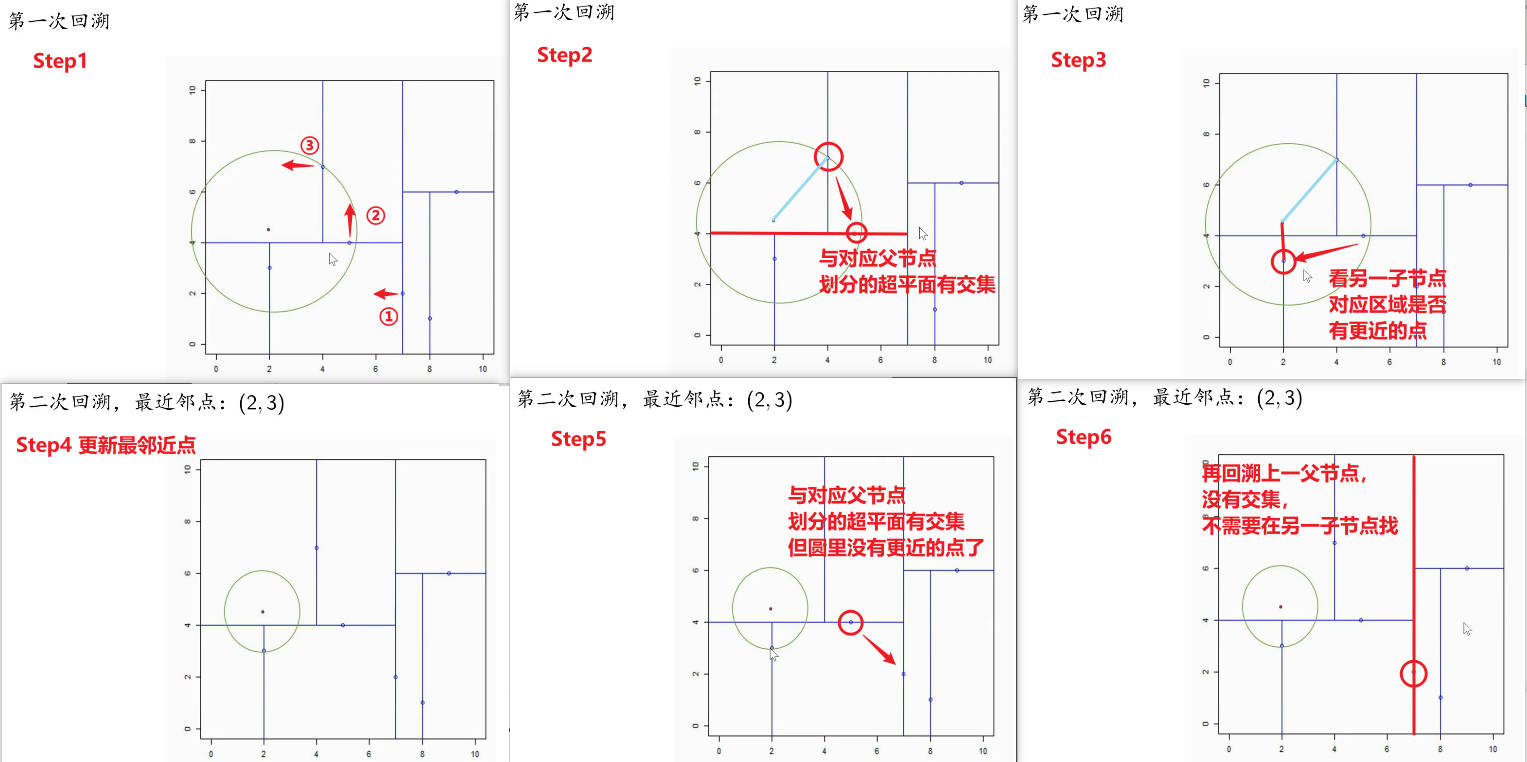 第一次回溯
Step1
③
②
①
0 2 4 6 8 10
0 2 4 6 8 10
第一次回溯
Step2
与对应父节点
划分的超平面有交集
0 2 4 6 8 10
0 2 4 6 8 10
第一次回溯
Step3
看另一子节点
对应区域是否
有更近的点
0 2 4 6 8 10
0 2 4 6 8 10
第二次回溯，最近邻点：(2,3)
Step4 更新最邻近点
0 2 4 6 8 10
0 2 4 6 8 10
第二次回溯，最近邻点：(2,3)
Step5
与对应父节点
划分的超平面有交集
但圆里没有更近的点了
0 2 4 6 8 10
0 2 4 6 8 10
第二次回溯，最近邻点：(2,3)
Step6
再回溯上一父节点，
没有交集，
不需要在另一子节点找
0 2 4 6 8 10
0 2 4 6 8 10